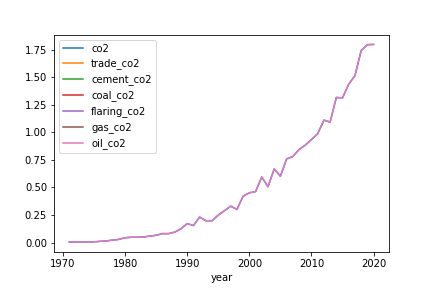 1.75
1.50
1.25
1.00
0.75
0.50
0.25
0.00
co2
trade_co2
cement_co2
coal_co2
flaring_co2
gas_co2
oil_co2
1970 1980 1990 2000 2010 2020
year